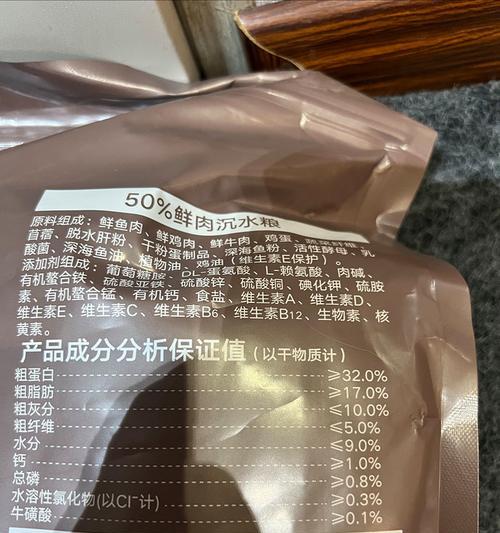 50%鲜肉沉水粮
原料组成：鲜鱼肉、鲜鸡肉、鲜牛肉、鸡蛋、蔬菜纤维、
苜蓿、脱水肝粉、干粉蛋制品、深海鱼粉、活性酵母、乳
酸菌、深海鱼油、植物油、鸡油（维生素E保护）。
添加剂组成：葡萄糖胺、DL-蛋氨酸、L-赖氨酸、肉碱、
有机螯合铁、硫酸亚铁、硫酸锌、硫酸铜、碘化钾、硫胺
素、有机螯合锰、有机钙、食盐、维生素A、维生素D、
维生素E、维生素C、维生素B6、维生素B12、生物素、核
黄素。
产品成分分析保证值（以干物质计）
粗蛋白 ≥32.0%
粗脂肪 ≥17.0%
粗灰分 ≤10.0%
粗纤维 ≤5.0%
水分 ≤9.0%
钙 ≥1.0%
总磷 ≥0.8%
水溶性氯化物(以Cl⁻计) ≥0.3%
牛磺酸 ≥0.1%